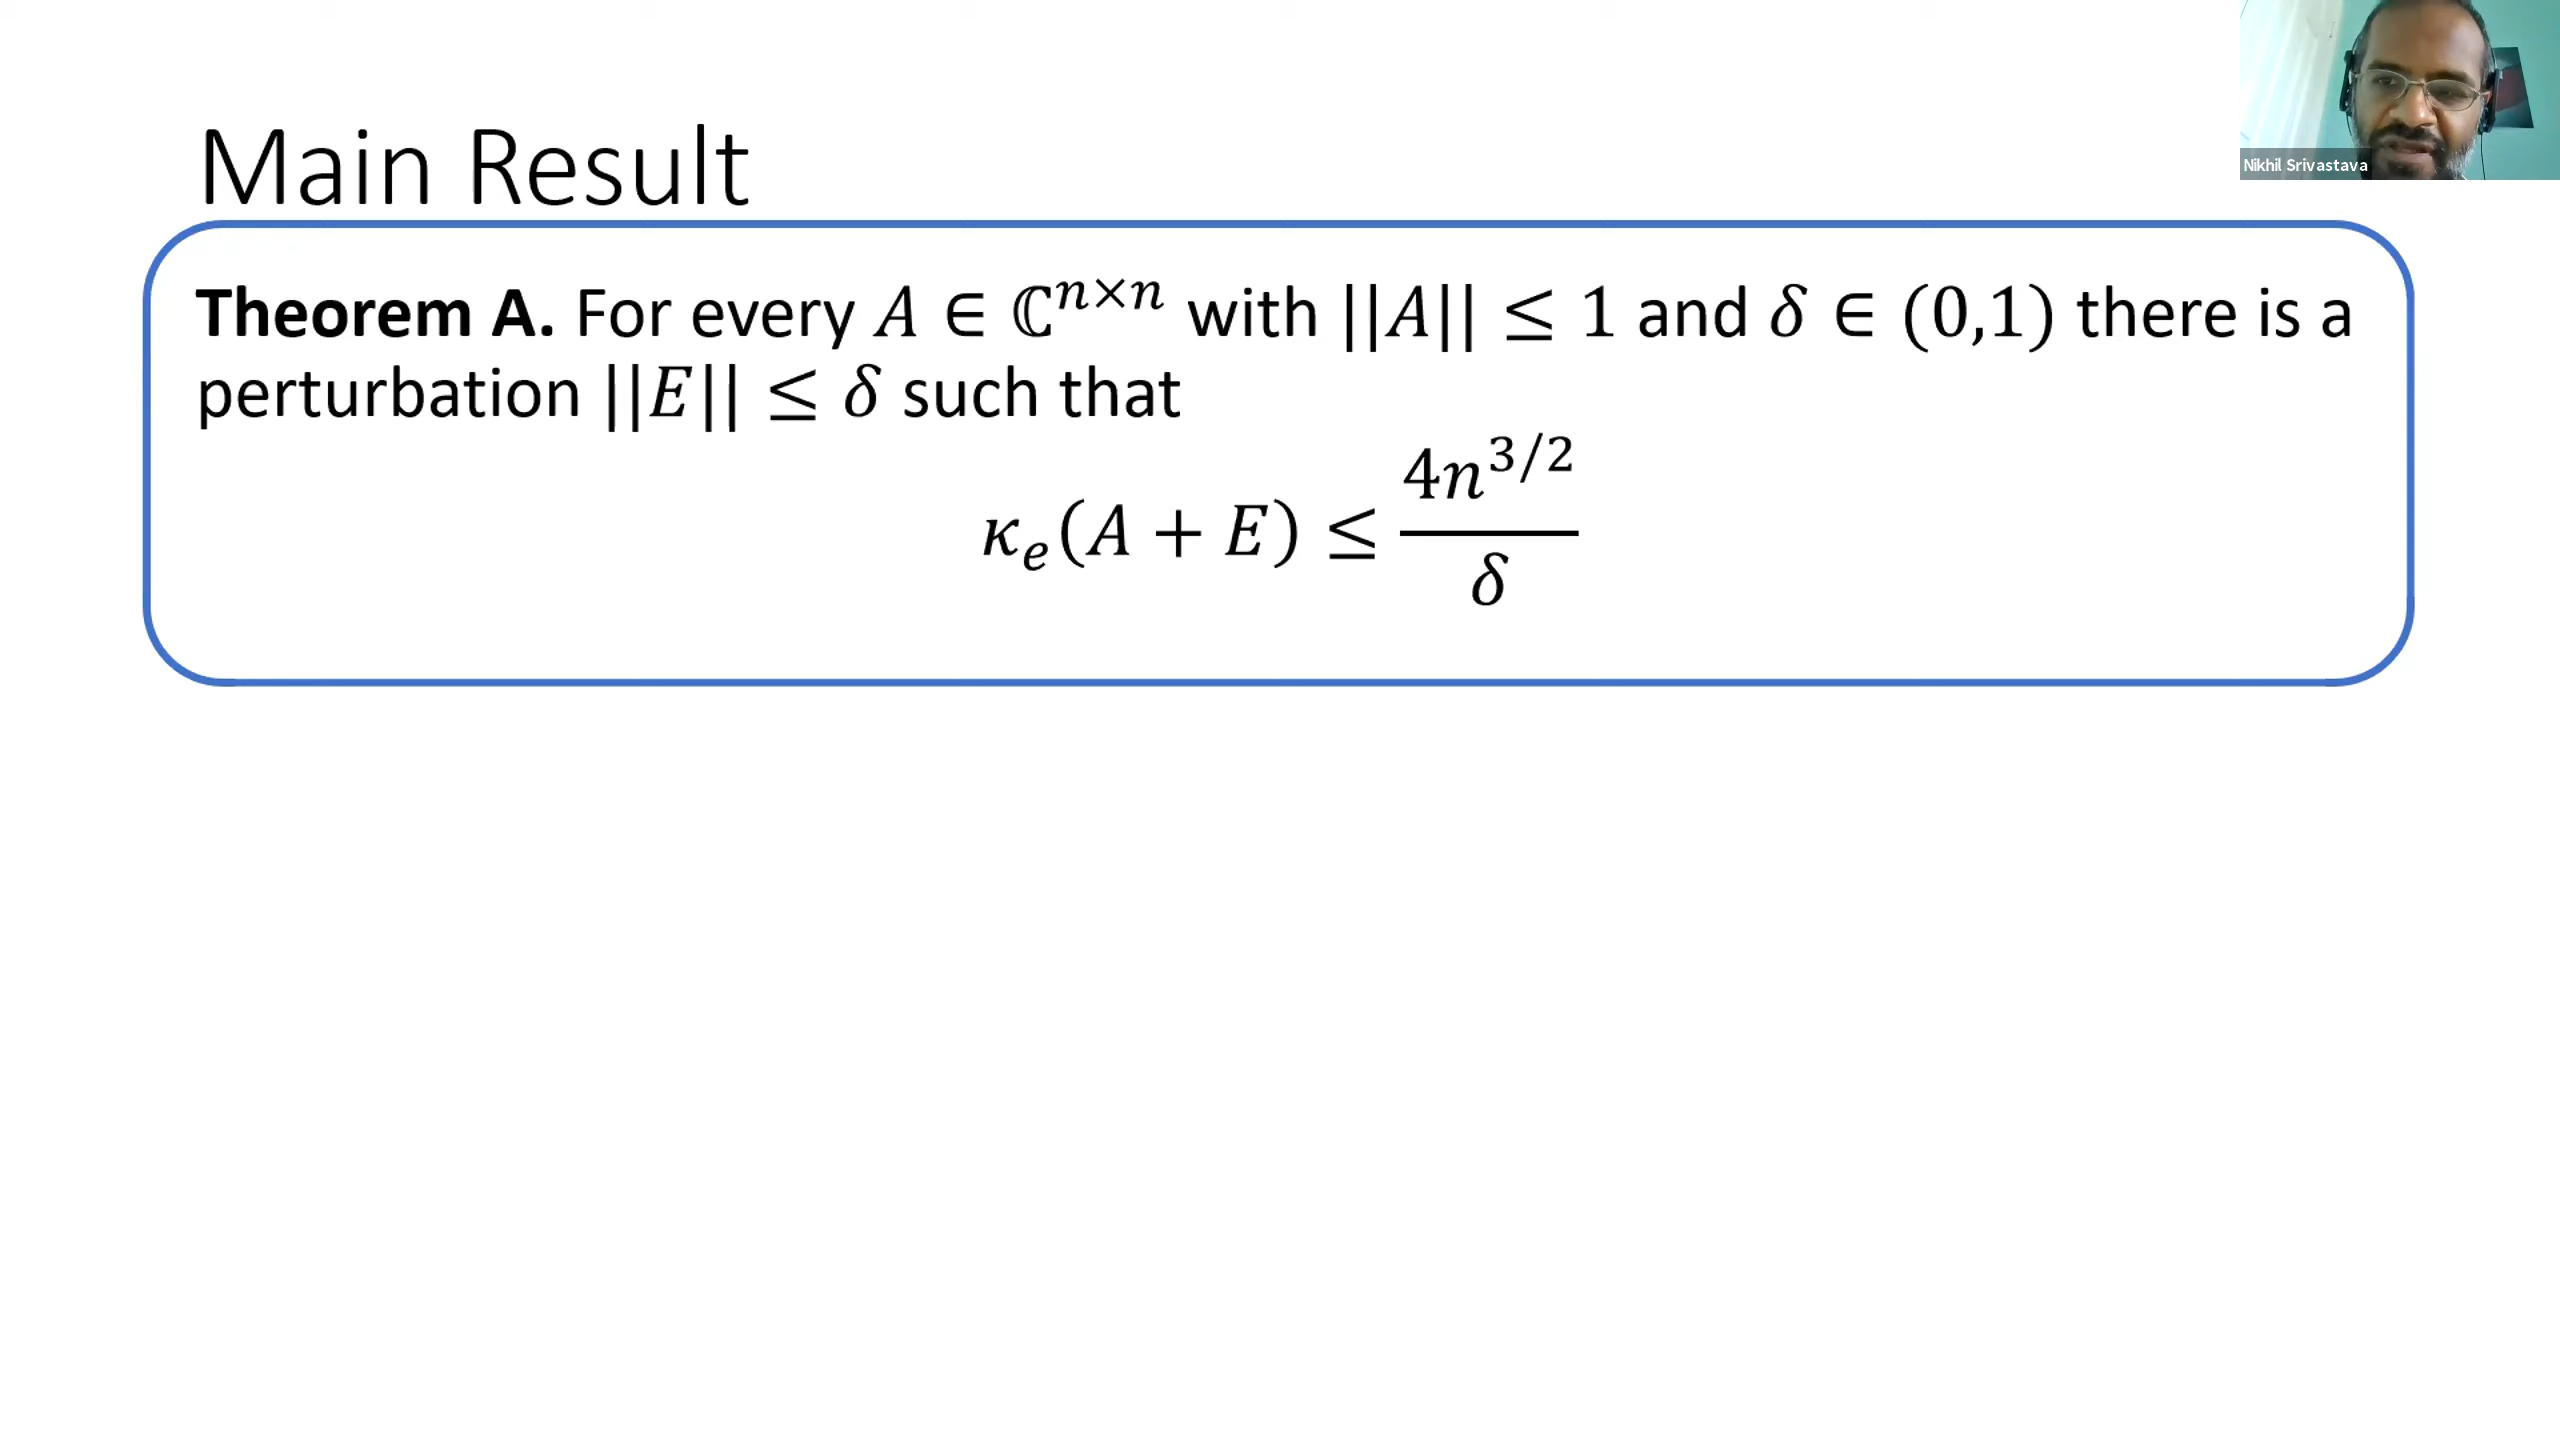 Nikhil Srivastava
Main Result
Theorem A. For every A ∈ ℂ^{n×n} with ||A|| ≤ 1 and δ ∈ (0,1) there is a
perturbation ||E|| ≤ δ such that
κ_e(A + E) ≤ \frac{4n^{3/2}}{δ}